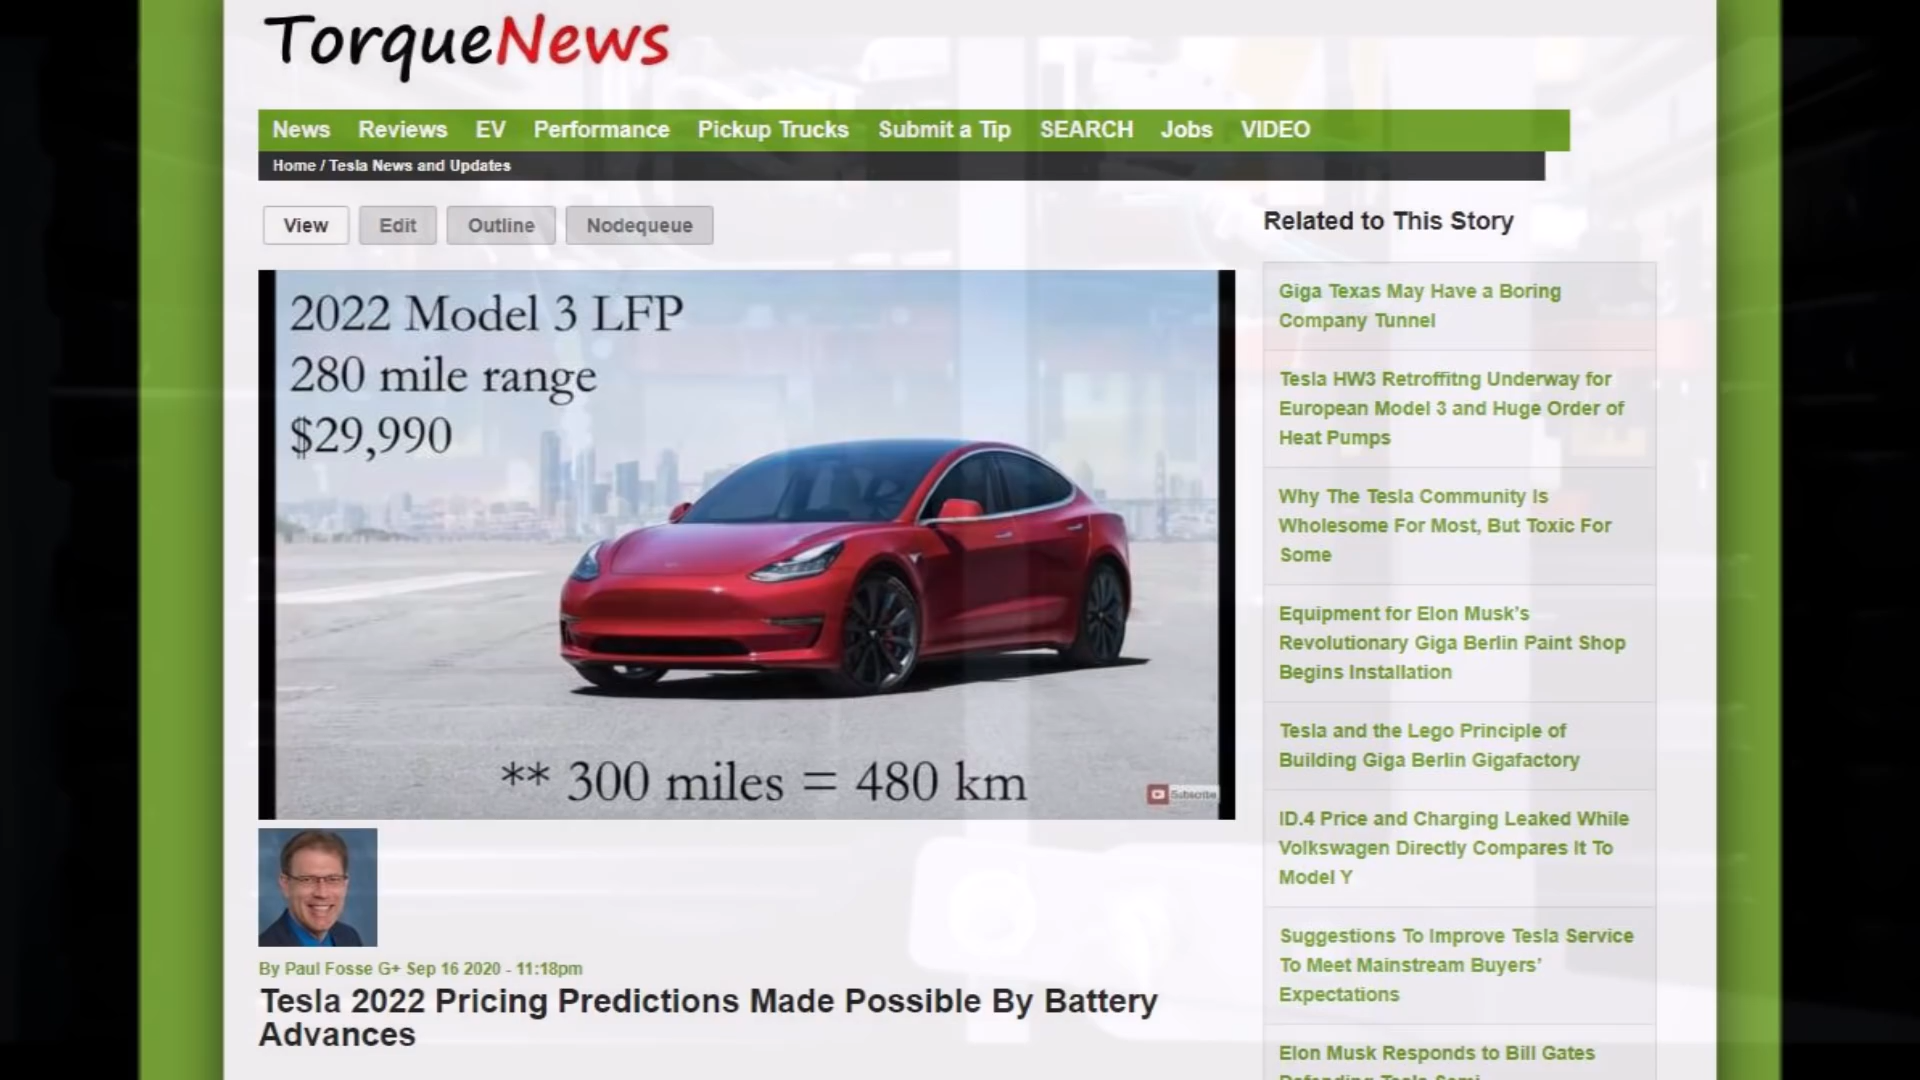 TorqueNews
News Reviews EV Performance Pickup Trucks Submit a Tip SEARCH Jobs VIDEO
Home / Tesla News and Updates
View Edit Outline Nodequeue
2022 Model 3 LFP
280 mile range
$29,990
** 300 miles = 480 km
Subscribe
By Paul Fosse G+ Sep 16 2020 - 11:18pm
Tesla 2022 Pricing Predictions Made Possible By Battery
Advances
Related to This Story
Giga Texas May Have a Boring
Company Tunnel
Tesla HW3 Retroffitng Underway for
European Model 3 and Huge Order of
Heat Pumps
Why The Tesla Community Is
Wholesome For Most, But Toxic For
Some
Equipment for Elon Musk's
Revolutionary Giga Berlin Paint Shop
Begins Installation
Tesla and the Lego Principle of
Building Giga Berlin Gigafactory
ID.4 Price and Charging Leaked While
Volkswagen Directly Compares It To
Model Y
Suggestions To Improve Tesla Service
To Meet Mainstream Buyers'
Expectations
Elon Musk Responds to Bill Gates